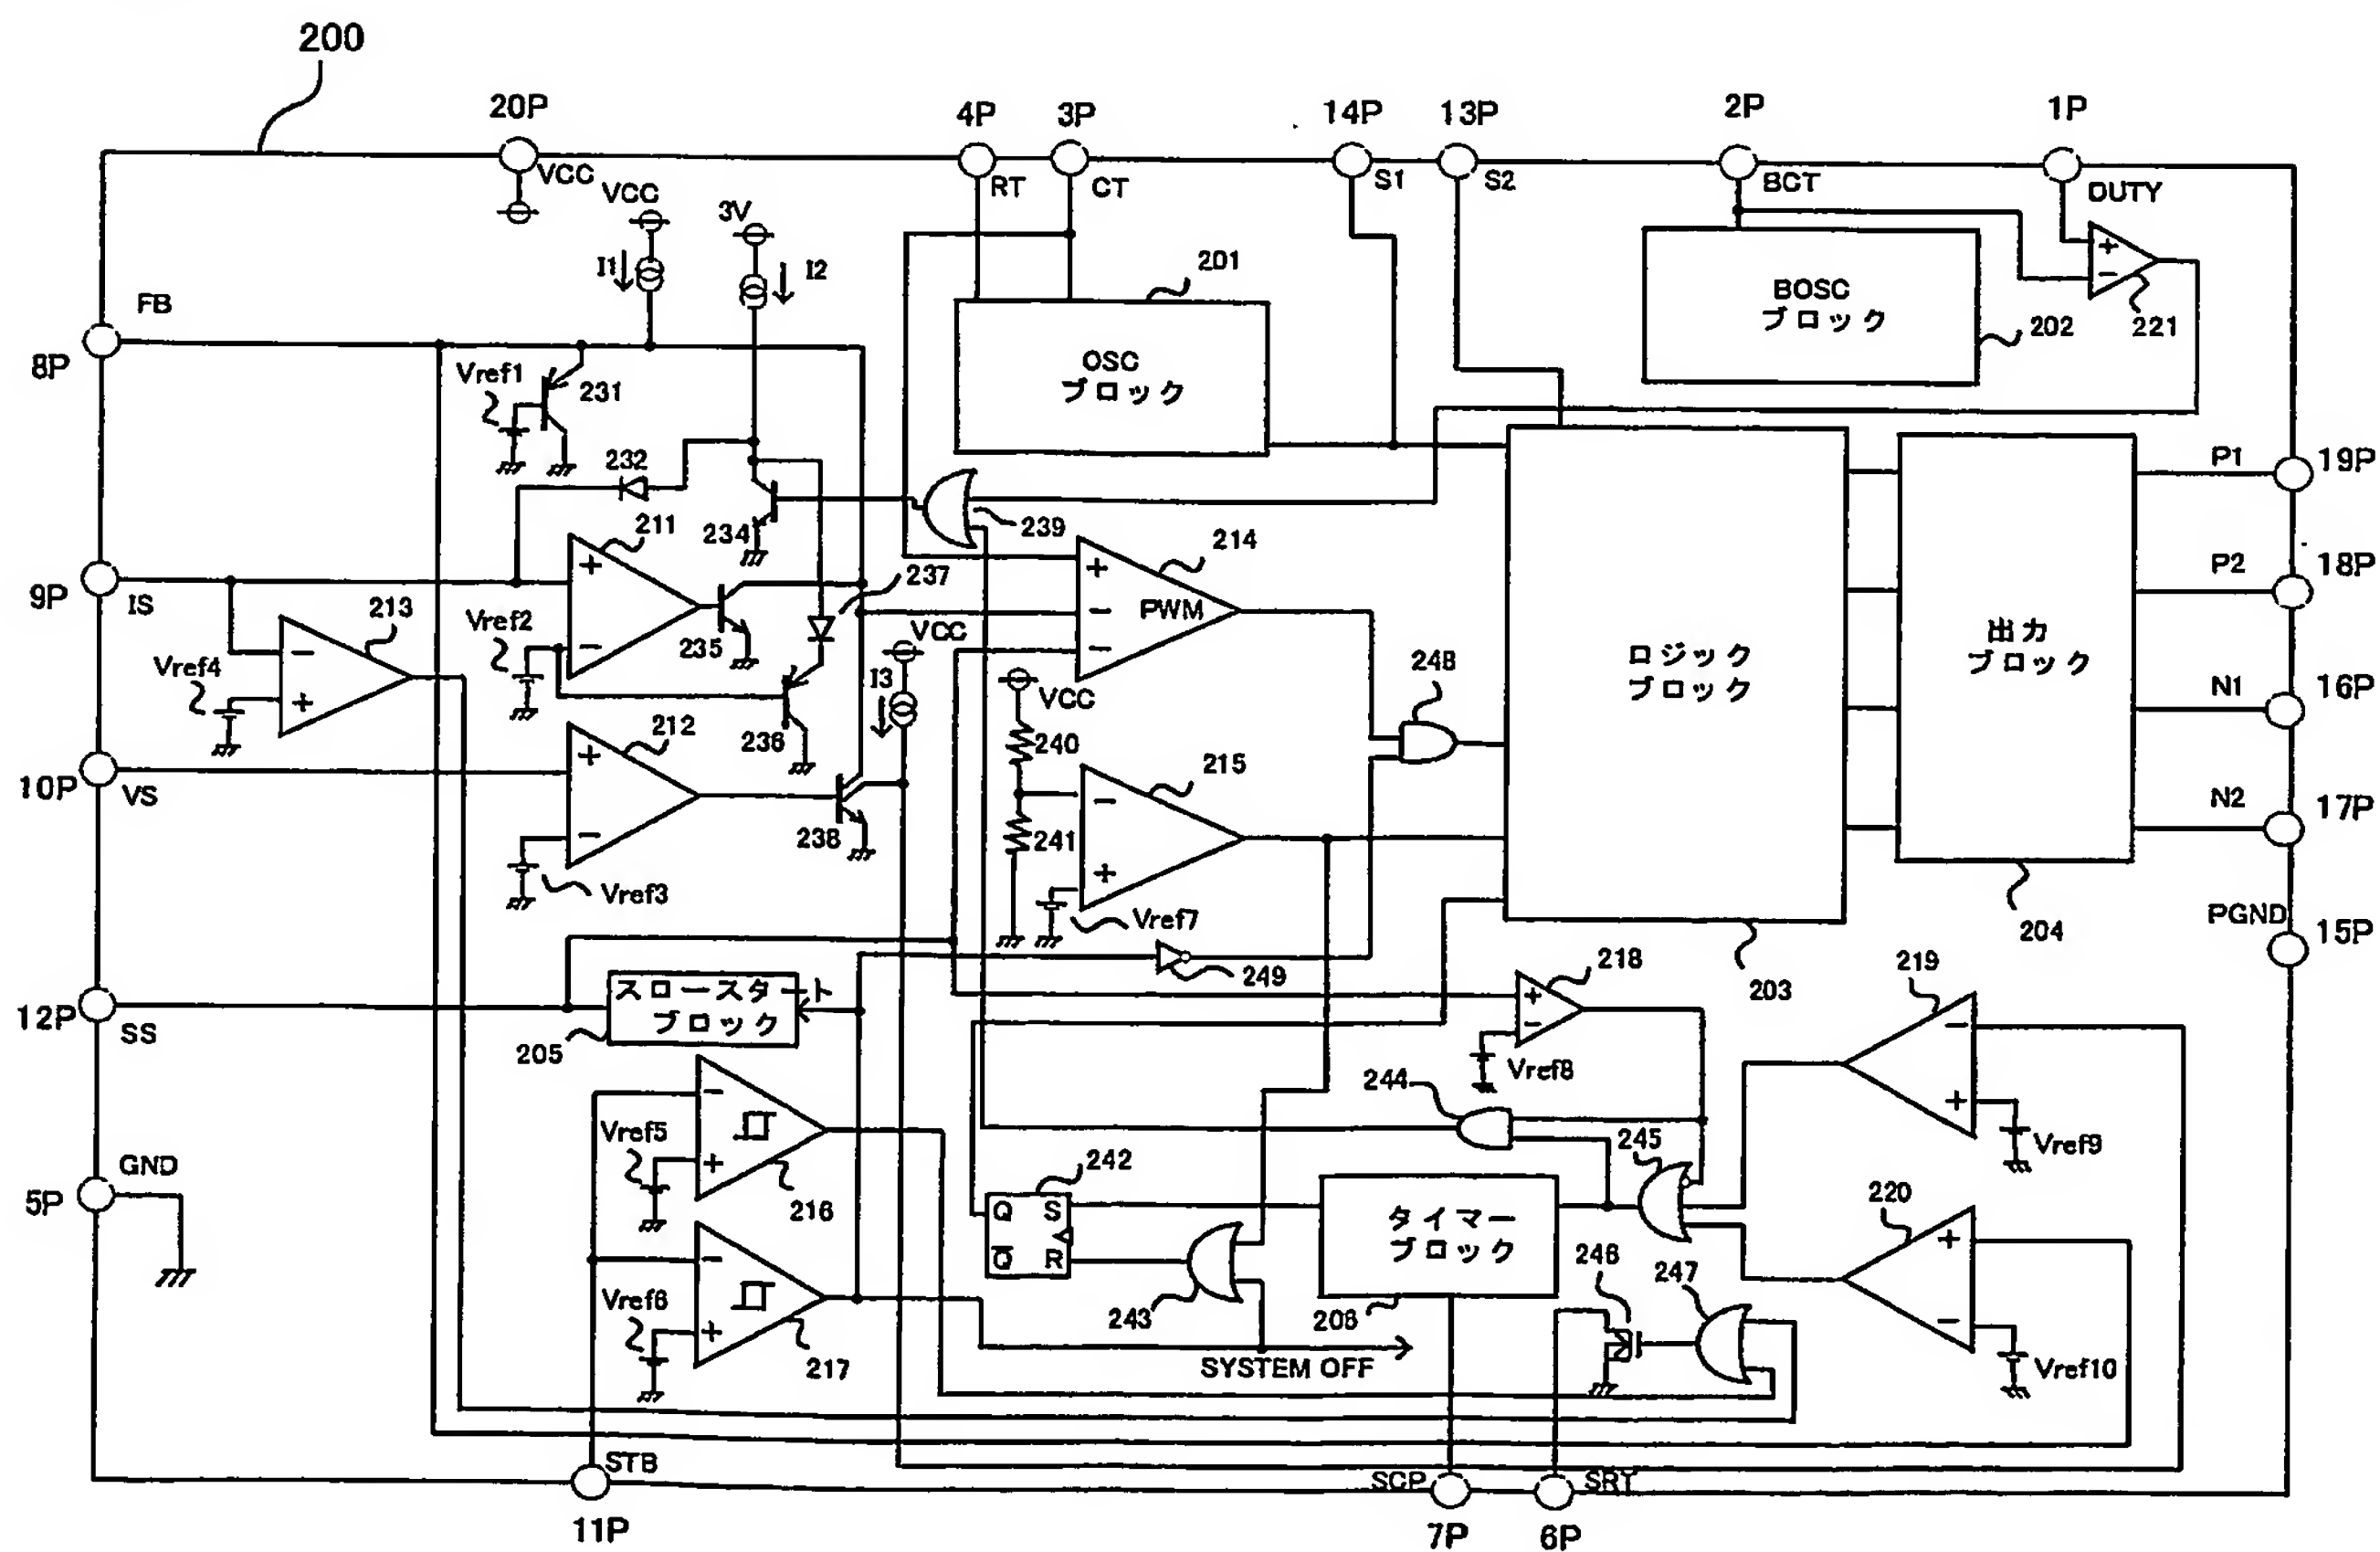 200
20P
4P
3P
14P
13P
2P
1P
VCC
RT
CT
S1
S2
BCT
DUTY
VCC
3V
I1
I2
201
BOSC
ブロック
202
221
FB
8P
OSC
ブロック
Vref1
231
232
234
239
P1
19P
211
214
9P
IS
213
Vref2
235
237
PWM
P2
18P
Vref4
VCC
I3
VCC
ロジック
ブロック
出力
ブロック
248
N1
16P
236
212
240
215
10P
VS
238
241
N2
17P
Vref3
Vref7
PGND
15P
204
249
203
218
219
12P
SS
スロースタート
ブロック
205
Vref8
244
245
Vref9
GND
5P
Vref5
216
242
Q
S
Q
R
タイマー
ブロック
220
246
247
Vref6
217
243
206
SYSTEM OFF
Vref10
STB
SCP
SRT
11P
7P
6P